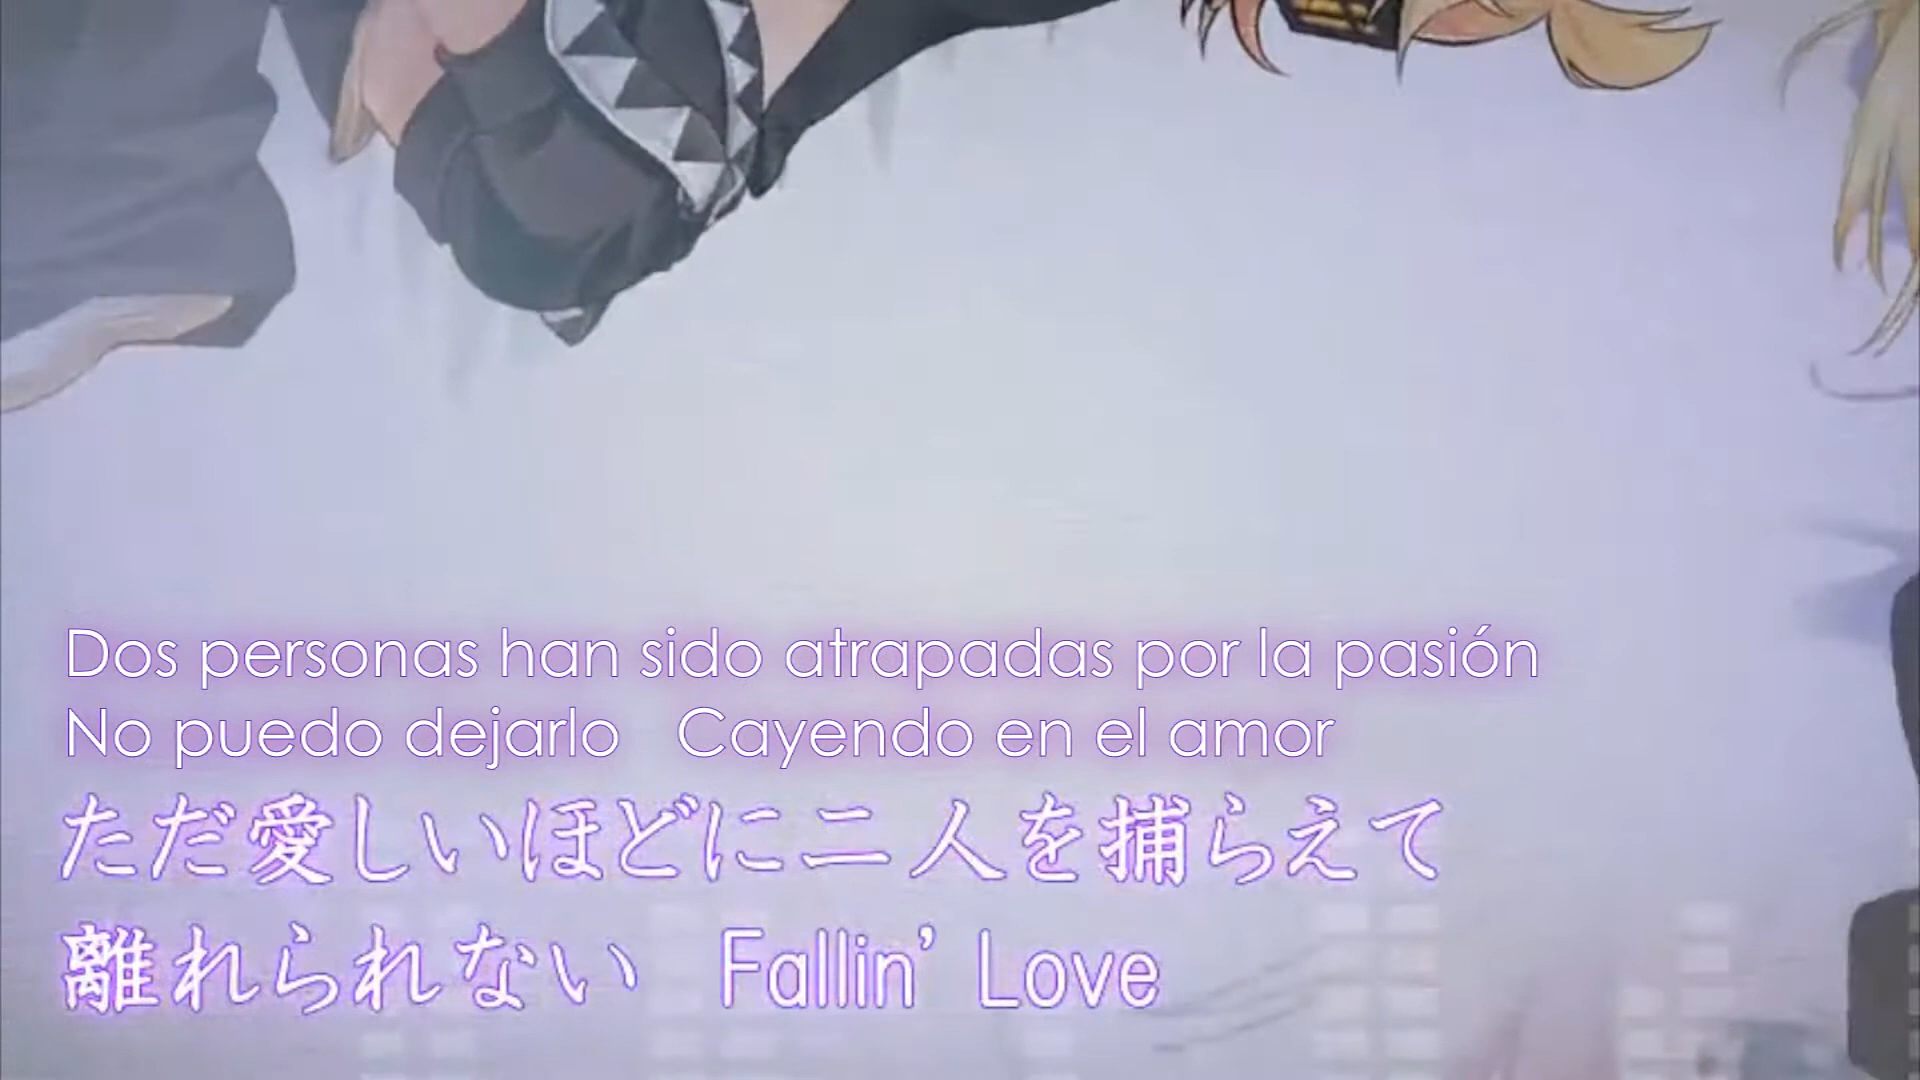 Dos personas han sido atrapadas por la pasión
No puedo dejarlo   Cayendo en el amor
ただ愛しいほどに二人を捕らえて
離れられない　Fallin' Love